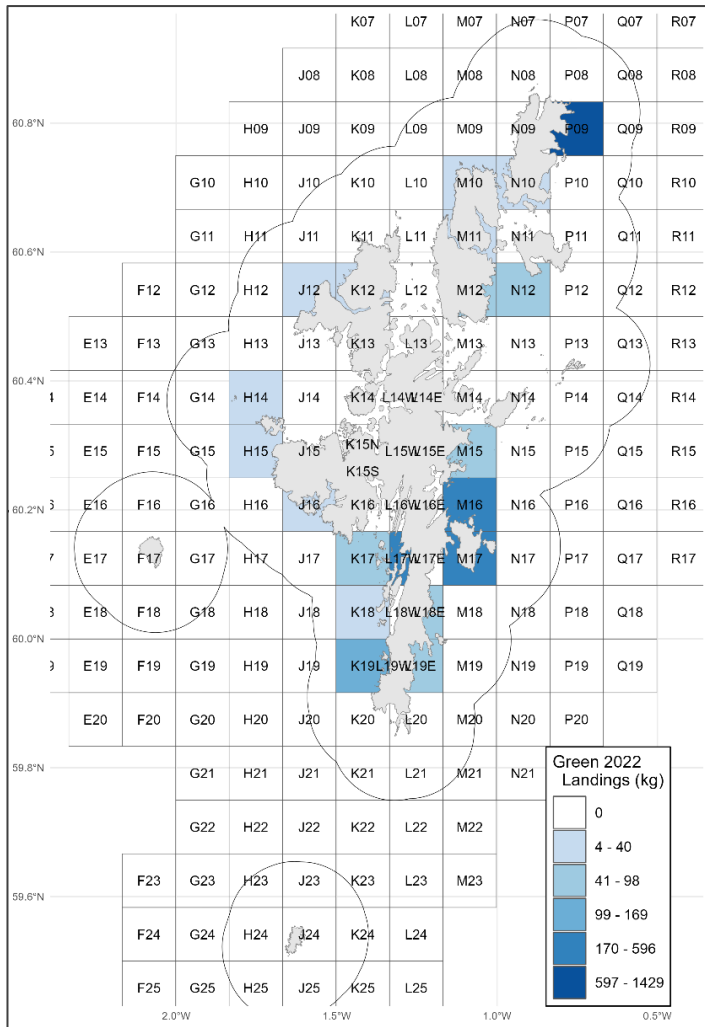 K07 L07 M07 N07 P07 Q07 R07
J08 K08 L08 M08 N08 P08 Q08 R08
60.8°N
H09 J09 K09 L09 M09 N09 P09 Q09 R09
G10 H10 J10 K10 L10 M10 N10 P10 Q10 R10
G11 H11 J11 K11 L11 M11 N11 P11 Q11 R11
60.6°N
F12 G12 H12 J12 K12 L12 M12 N12 P12 Q12 R12
E13 F13 G13 H13 J13 K13 L13 M13 N13 P13 Q13 R13
60.4°N
4 E14 F14 G14 H14 J14 K14 L14W L14E M14 N14 P14 Q14 R14
K15N
5 E15 F15 G15 H15 J15 L15W L15E M15 N15 P15 Q15 R15
K15S
60.2°N
6 E16 F16 G16 H16 J16 K16 L16W L16E M16 N16 P16 Q16 R16
7 E17 F17 G17 H17 J17 K17 L17W L17E M17 N17 P17 Q17 R17
8 E18 F18 G18 H18 J18 K18 L18W L18E M18 N18 P18 Q18
60.0°N
9 E19 F19 G19 H19 J19 K19 L19W L19E M19 N19 P19 Q19
E20 F20 G20 H20 J20 K20 L20 M20 N20 P20
59.8°N
G21 H21 J21 K21 L21 M21 N21
G22 H22 J22 K22 L22 M22
59.6°N
F23 G23 H23 J23 K23 L23 M23
F24 G24 H24 J24 K24 L24
F25 G25 H25 J25 K25 L25
2.0°W 1.5°W 1.0°W 0.5°W
Green 2022
Landings (kg)
0
4 - 40
41 - 98
99 - 169
170 - 596
597 - 1429